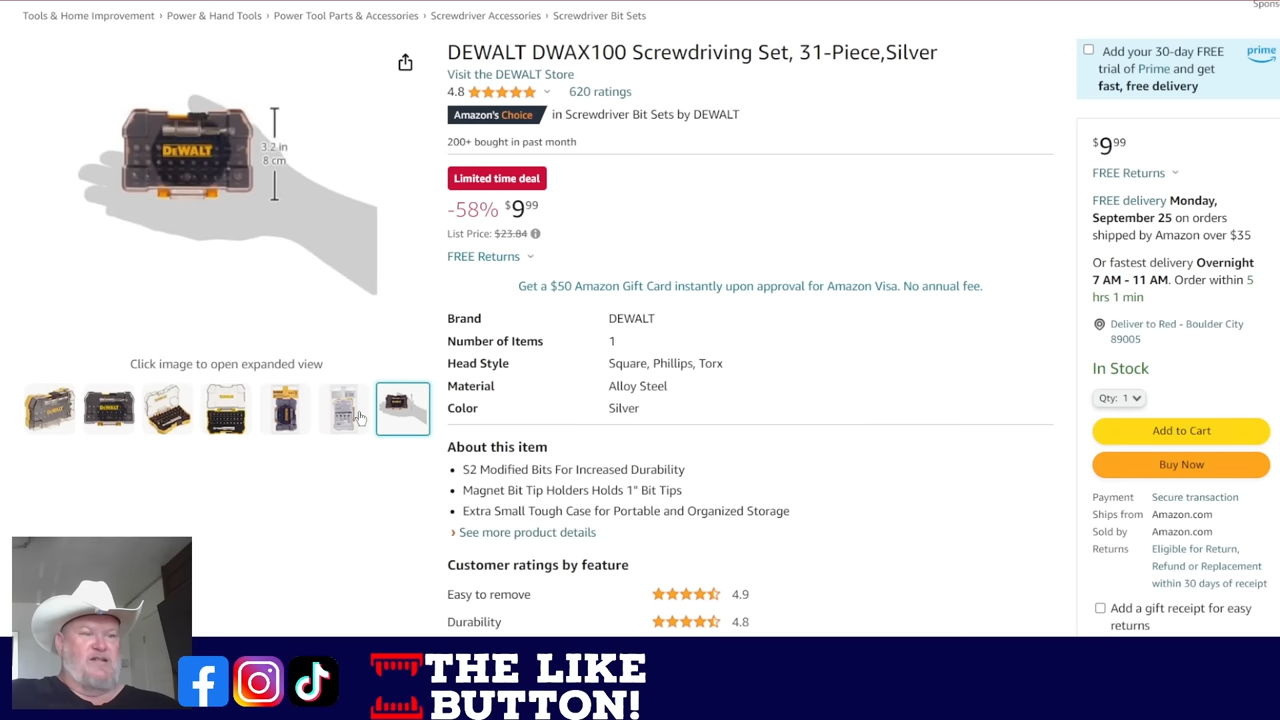 Spons
Tools & Home Improvement › Power & Hand Tools › Power Tool Parts & Accessories › Screwdriver Accessories › Screwdriver Bit Sets
DEWALT
3.2 in
8 cm
Click image to open expanded view
DEWALT DWAX100 Screwdriving Set, 31-Piece,Silver
Visit the DEWALT Store
4.8 620 ratings
Amazon's Choice in Screwdriver Bit Sets by DEWALT
200+ bought in past month
Limited time deal
-58% $9 99
List Price: $23.84
FREE Returns
Get a $50 Amazon Gift Card instantly upon approval for Amazon Visa. No annual fee.
Brand DEWALT
Number of Items 1
Head Style Square, Phillips, Torx
Material Alloy Steel
Color Silver
About this item
• S2 Modified Bits For Increased Durability
• Magnet Bit Tip Holders Holds 1" Bit Tips
• Extra Small Tough Case for Portable and Organized Storage
› See more product details
Customer ratings by feature
Easy to remove 4.9
Durability 4.8
Add your 30-day FREE
trial of Prime and get
fast, free delivery
prime
$9 99
FREE Returns
FREE delivery Monday,
September 25 on orders
shipped by Amazon over $35
Or fastest delivery Overnight
7 AM - 11 AM. Order within 5
hrs 1 min
Deliver to Red - Boulder City
89005
In Stock
Qty: 1
Add to Cart
Buy Now
Payment Secure transaction
Ships from Amazon.com
Sold by Amazon.com
Returns Eligible for Return,
Refund or Replacement
within 30 days of receipt
Add a gift receipt for easy
returns
THE LIKE
BUTTON!